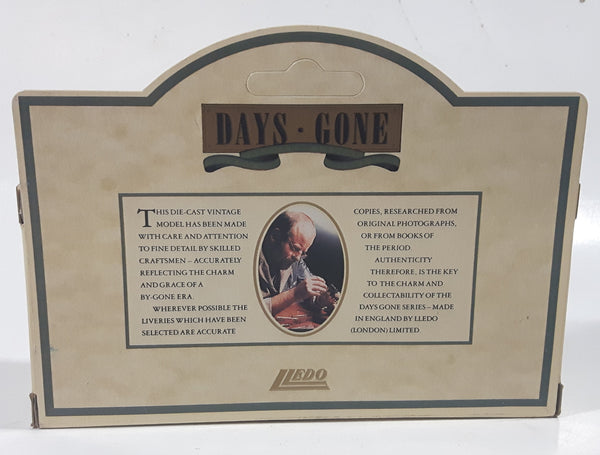 DAYS · GONE
THIS DIE-CAST VINTAGE
MODEL HAS BEEN MADE
WITH CARE AND ATTENTION
TO FINE DETAIL BY SKILLED
CRAFTSMEN – ACCURATELY
REFLECTING THE CHARM
AND GRACE OF A
BY-GONE ERA.
WHEREVER POSSIBLE THE
LIVERIES WHICH HAVE BEEN
SELECTED ARE ACCURATE
COPIES, RESEARCHED FROM
ORIGINAL PHOTOGRAPHS,
OR FROM BOOKS OF
THE PERIOD.
AUTHENTICITY
THEREFORE, IS THE KEY
TO THE CHARM AND
COLLECTABILITY OF THE
DAYS GONE SERIES – MADE
IN ENGLAND BY LLEDO
(LONDON) LIMITED.
LLEDO